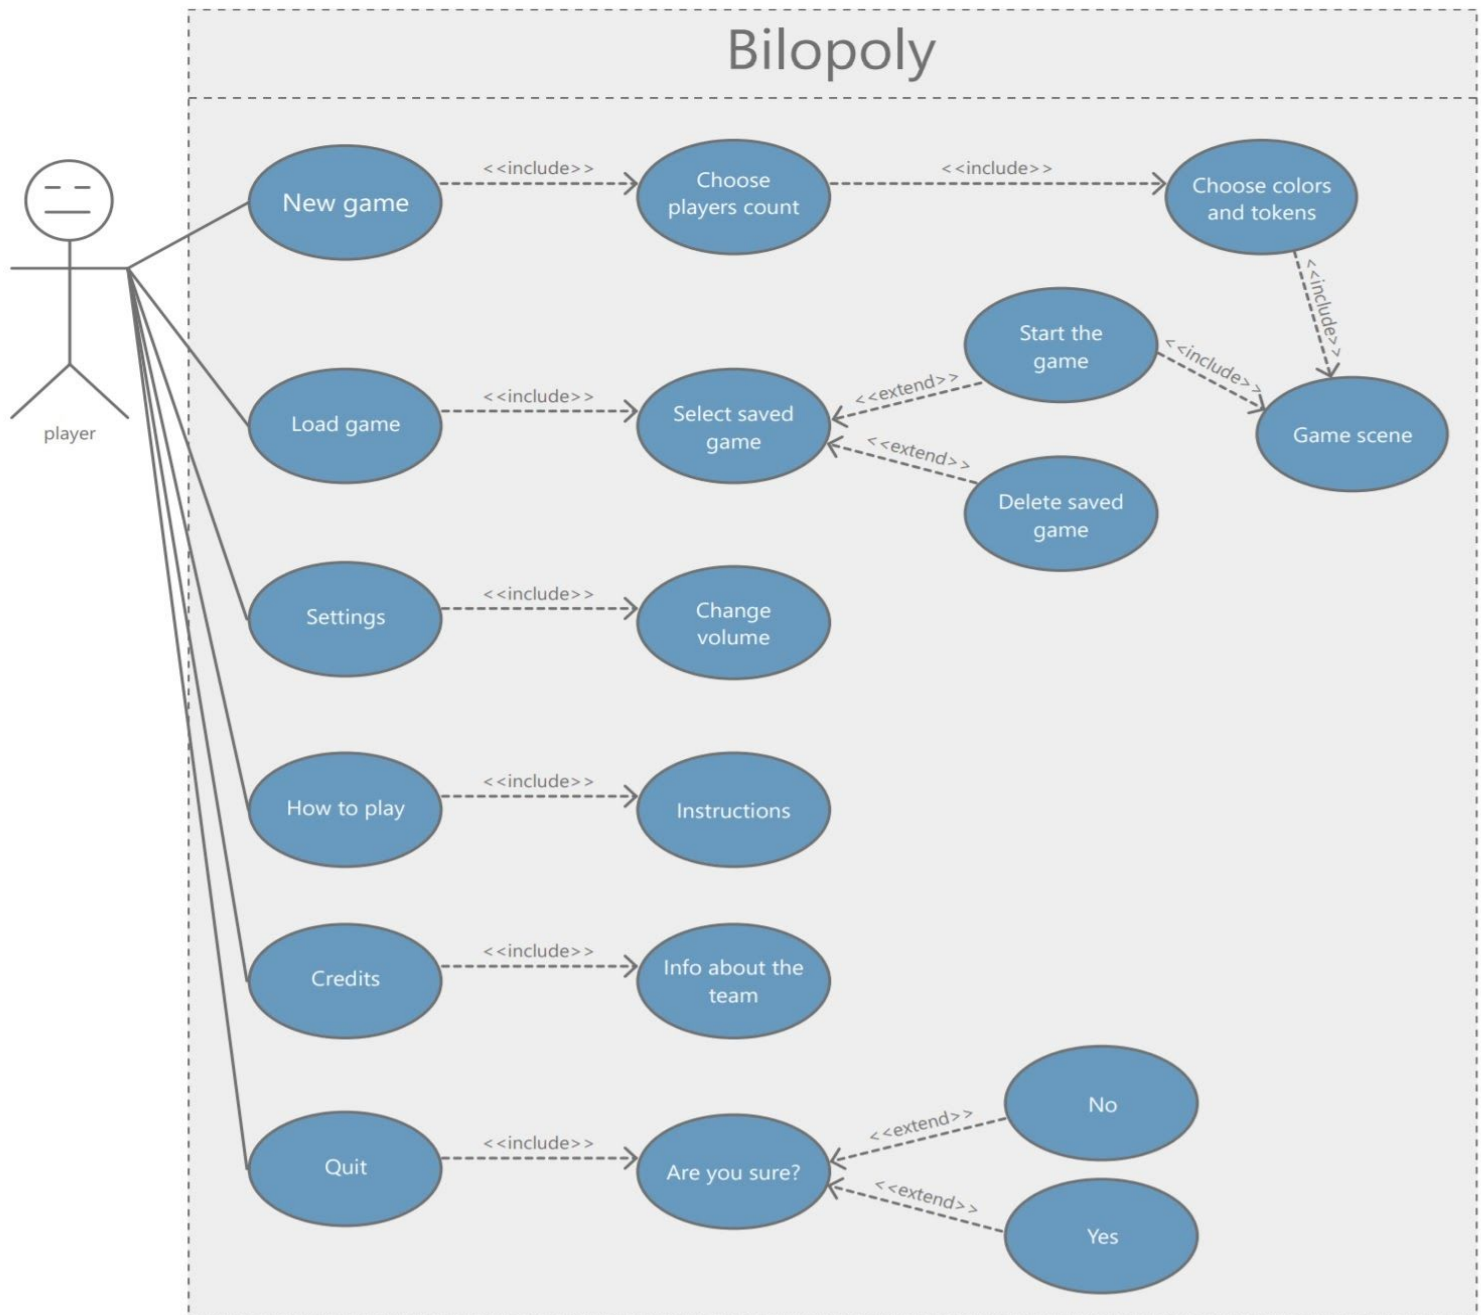 Bilopoly
player
New game
<<include>>
Choose
players count
<<include>>
Choose colors
and tokens
<<include>>
Load game
<<include>>
Select saved
game
<<extend>>
Start the
game
<<include>>
Game scene
<<extend>>
Delete saved
game
Settings
<<include>>
Change
volume
How to play
<<include>>
Instructions
Credits
<<include>>
Info about the
team
Quit
<<include>>
Are you sure?
<<extend>>
No
<<extend>>
Yes